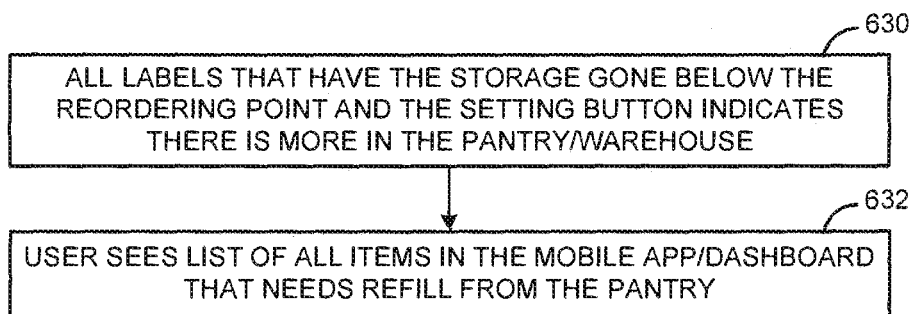 630
ALL LABELS THAT HAVE THE STORAGE GONE BELOW THE
REORDERING POINT AND THE SETTING BUTTON INDICATES
THERE IS MORE IN THE PANTRY/WAREHOUSE
632
USER SEES LIST OF ALL ITEMS IN THE MOBILE APP/DASHBOARD
THAT NEEDS REFILL FROM THE PANTRY